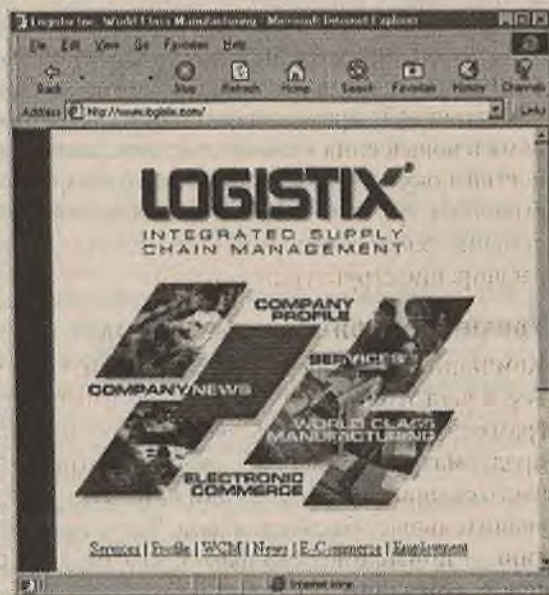 Logistix Inc. World Class Manufacturing - Microsoft Internet Explorer
File Edit View Go Favorites Help
Back Stop Refresh Home Search Favorites History Channels
Address http://www.logistix.com/ Links
LOGISTIX®
INTEGRATED SUPPLY
CHAIN MANAGEMENT
COMPANY
PROFILE
SERVICES
COMPANY NEWS
WORLD CLASS
MANUFACTURING
ELECTRONIC
COMMERCE
Services | Profile | WCM | News | E-Commerce | Employment
Internet zone